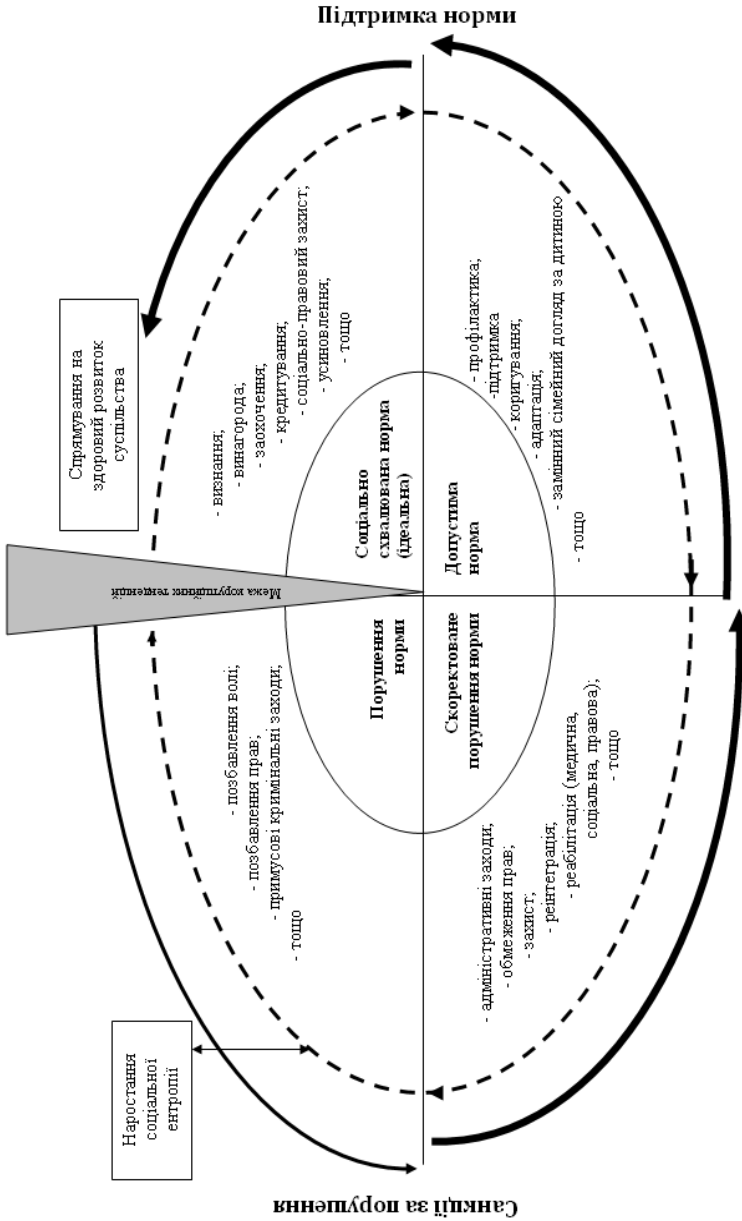 Підтримка норми
Спрямування на
здоровий розвиток
суспільства
- визнання;
- винагорода;
- заохочення;
- кредитування;
- соціально-правовий захист;
- усиновлення;
- тощо
Соціально
схвалювана норма
(ідеальна)
Межа корупційних тенденцій
Порушення
норми
- позбавлення волі;
- позбавлення прав;
- примусові кримінальні заходи;
- тощо
Наростання
соціальної
ентропії
Допустима
норма
- профілактика;
-підтримка
- коригування;
- адаптація;
- замінний сімейний догляд за дитиною
- тощо
Скоректоване
порушення норми
- адміністративні заходи;
- обмеження прав;
- захист;
- реінтеграція;
- реабілітація (медична,
соціальна, правова);
- тощо
Санкції за порушення